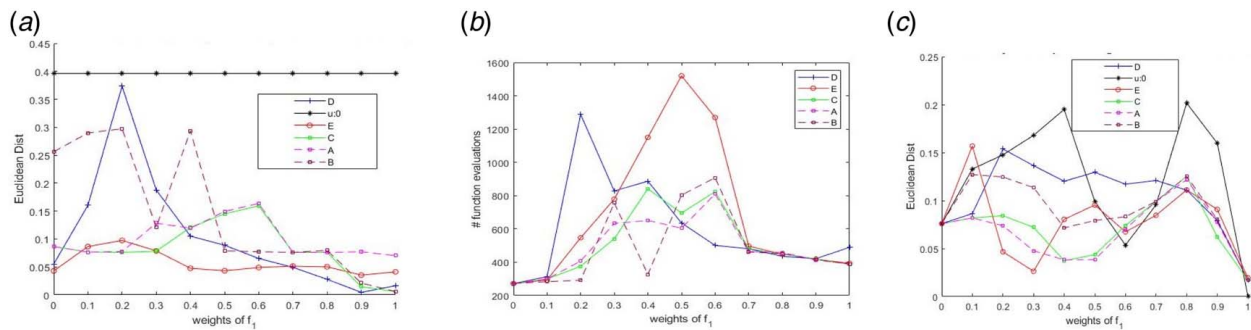 (a)
0.45
0.4
0.35
0.3
0.25
0.2
0.15
0.1
0.05
0
Euclidean Dist
D
u:0
E
C
A
B
0 0.1 0.2 0.3 0.4 0.5 0.6 0.7 0.8 0.9 1
weights of f1
(b)
1600
1400
1200
1000
800
600
400
200
# function evaluations
D
E
C
A
B
0 0.1 0.2 0.3 0.4 0.5 0.6 0.7 0.8 0.9 1
weights of f1
(c)
0.25
0.2
0.15
0.1
0.05
0
Euclidean Dist
D
u:0
E
C
A
B
0 0.1 0.2 0.3 0.4 0.5 0.6 0.7 0.8 0.9 1
weights of f1